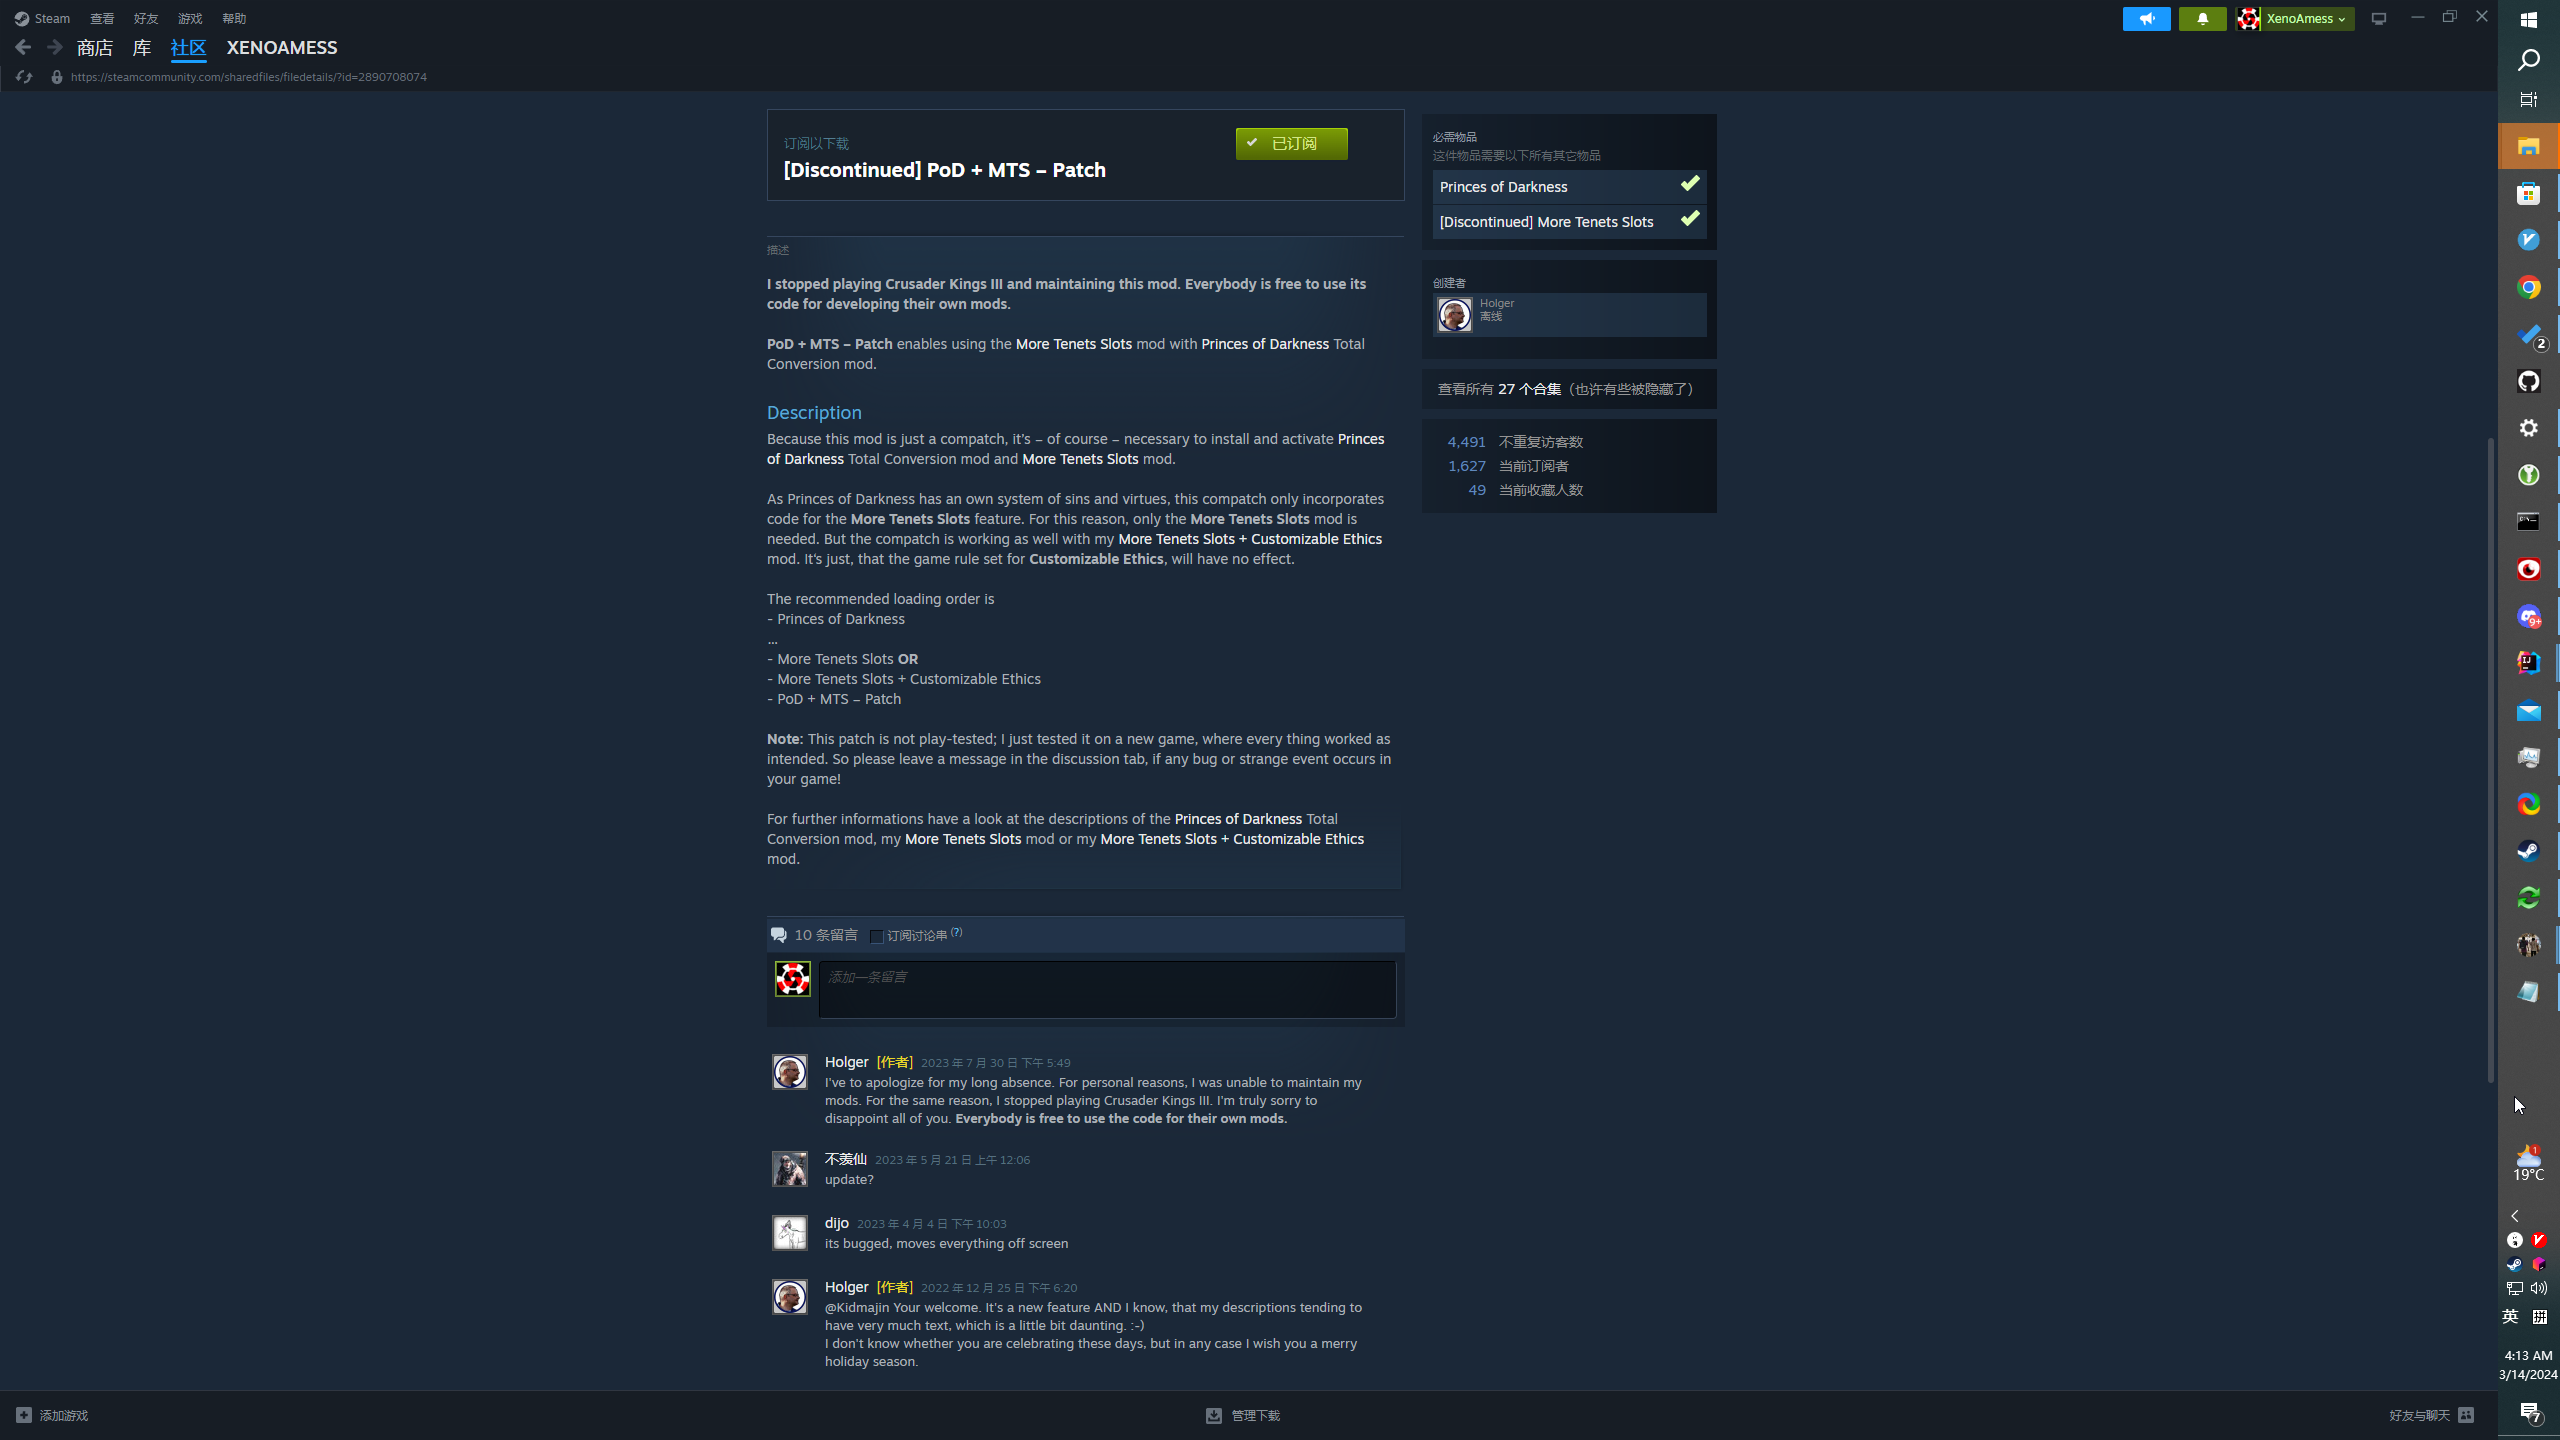 Steam 查看 好友 游戏 帮助
XenoAmess
商店 库 社区 XENOAMESS
https://steamcommunity.com/sharedfiles/filedetails/?id=2890708074
订阅以下载
[Discontinued] PoD + MTS – Patch
已订阅
描述
I stopped playing Crusader Kings III and maintaining this mod. Everybody is free to use its
code for developing their own mods.
PoD + MTS – Patch enables using the More Tenets Slots mod with Princes of Darkness Total
Conversion mod.
Description
Because this mod is just a compatch, it's – of course – necessary to install and activate Princes
of Darkness Total Conversion mod and More Tenets Slots mod.
As Princes of Darkness has an own system of sins and virtues, this compatch only incorporates
code for the More Tenets Slots feature. For this reason, only the More Tenets Slots mod is
needed. But the compatch is working as well with my More Tenets Slots + Customizable Ethics
mod. It's just, that the game rule set for Customizable Ethics, will have no effect.
The recommended loading order is
- Princes of Darkness
...
- More Tenets Slots OR
- More Tenets Slots + Customizable Ethics
- PoD + MTS – Patch
Note: This patch is not play-tested; I just tested it on a new game, where every thing worked as
intended. So please leave a message in the discussion tab, if any bug or strange event occurs in
your game!
For further informations have a look at the descriptions of the Princes of Darkness Total
Conversion mod, my More Tenets Slots mod or my More Tenets Slots + Customizable Ethics
mod.
10 条留言 订阅讨论串 (?)
添加一条留言
Holger [作者] 2023 年 7 月 30 日 下午 5:49
I've to apologize for my long absence. For personal reasons, I was unable to maintain my
mods. For the same reason, I stopped playing Crusader Kings III. I'm truly sorry to
disappoint all of you. Everybody is free to use the code for their own mods.
不羡仙 2023 年 5 月 21 日 上午 12:06
update?
dijo 2023 年 4 月 4 日 下午 10:03
its bugged, moves everything off screen
Holger [作者] 2022 年 12 月 25 日 下午 6:20
@Kidmajin Your welcome. It's a new feature AND I know, that my descriptions tending to
have very much text, which is a little bit daunting. :-)
I don't know whether you are celebrating these days, but in any case I wish you a merry
holiday season.
必需物品
这件物品需要以下所有其它物品
Princes of Darkness
[Discontinued] More Tenets Slots
创建者
Holger
离线
查看所有 27 个合集（也许有些被隐藏了）
4,491 不重复访客数
1,627 当前订阅者
49 当前收藏人数
添加游戏
管理下载
好友与聊天
2
9+
IJ
1
19°C
英 拼
4:13 AM
3/14/2024
7